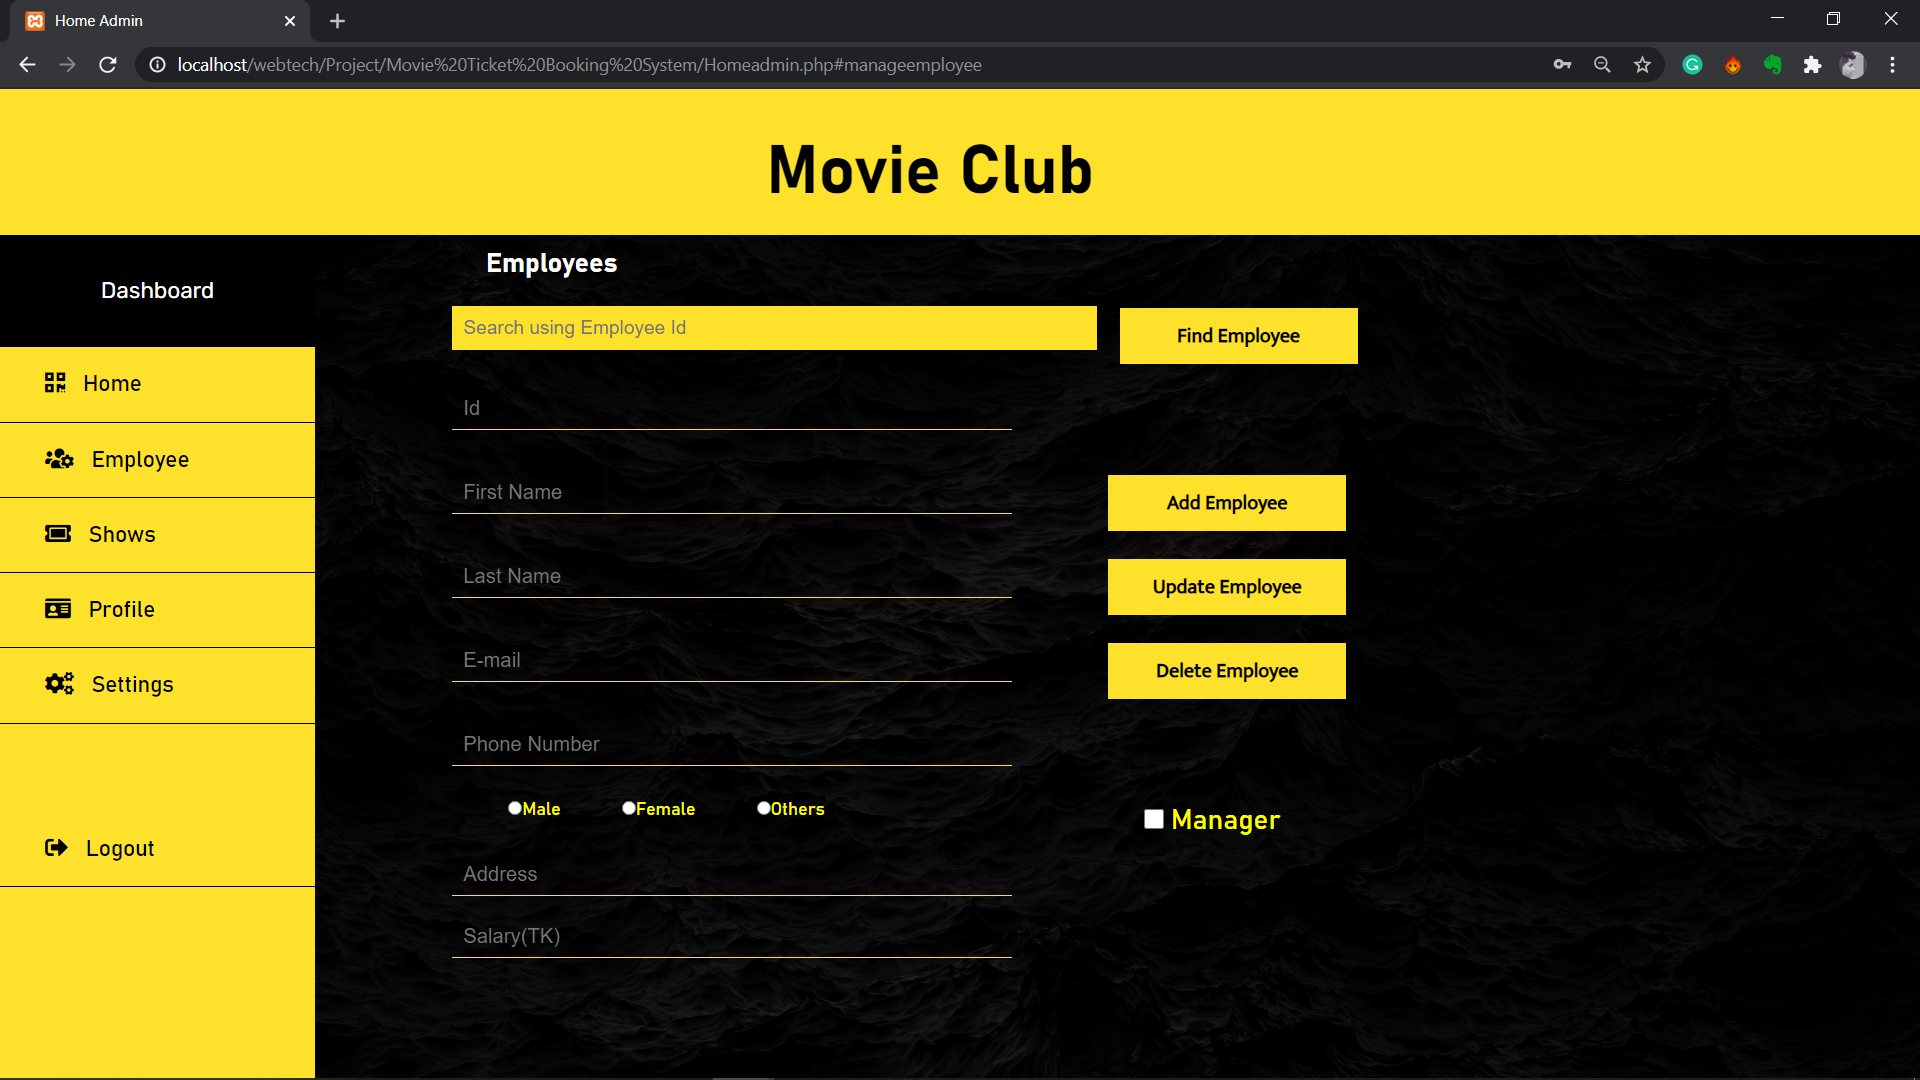 Home Admin
localhost/webtech/Project/Movie%20Ticket%20Booking%20System/Homeadmin.php#manageemployee
Movie Club
Dashboard
Home
Employee
Shows
Profile
Settings
Logout
Employees
Search using Employee Id
Find Employee
Id
First Name
Add Employee
Last Name
Update Employee
E-mail
Delete Employee
Phone Number
Male Female Others
Manager
Address
Salary(TK)